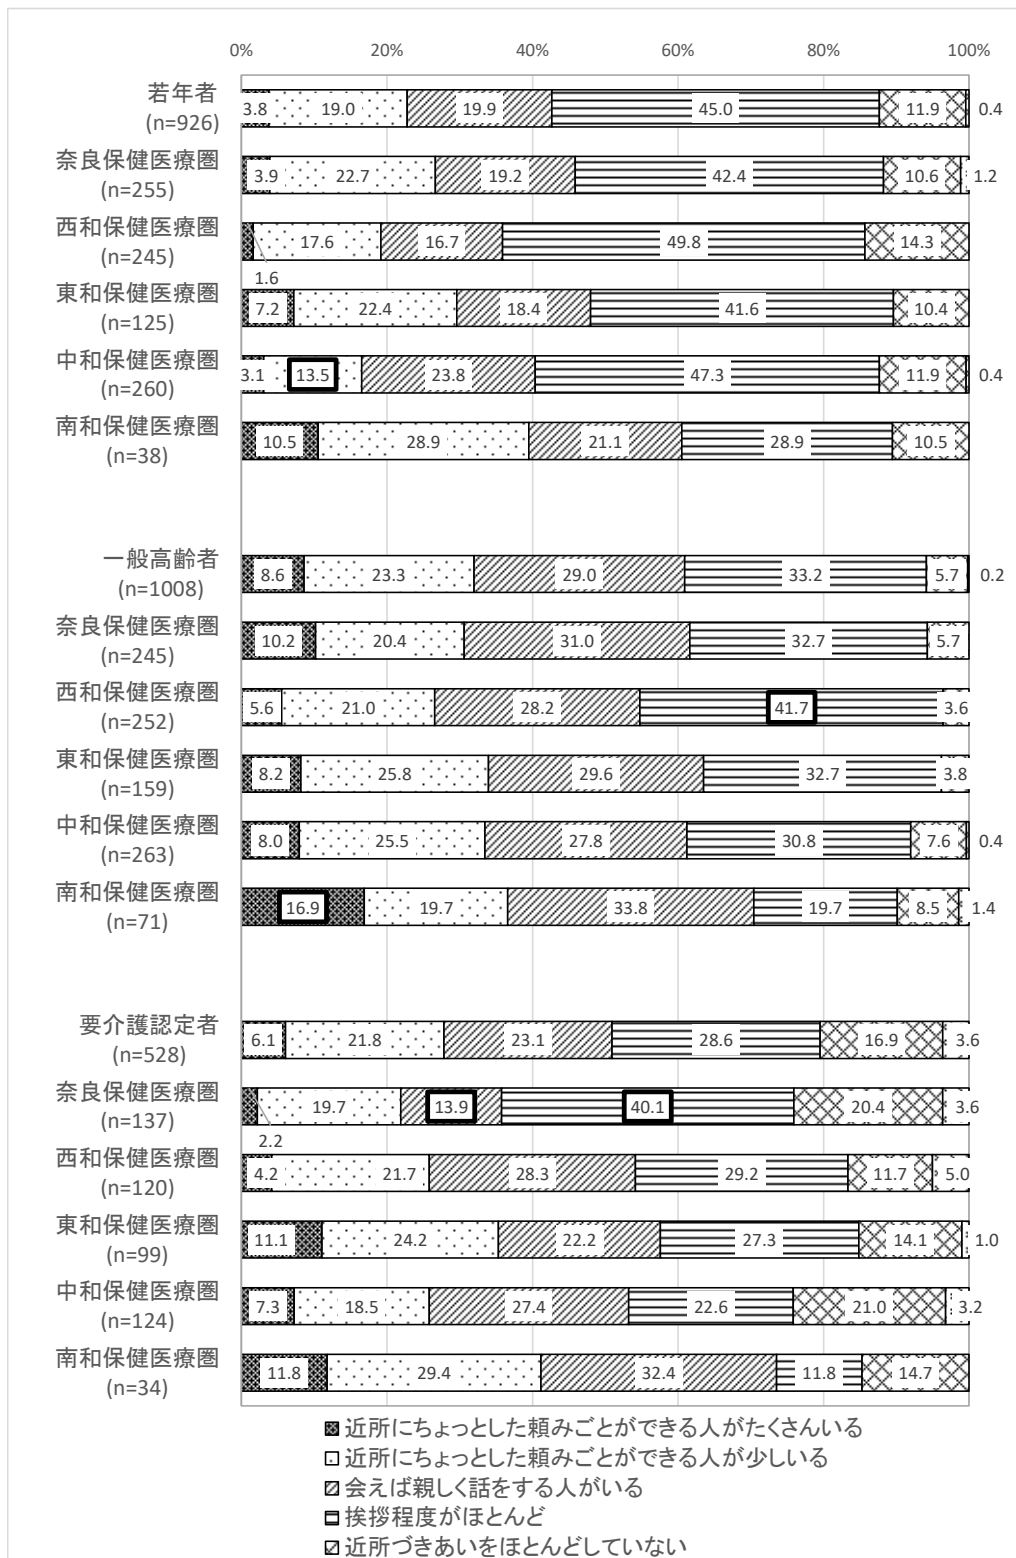 0% 20% 40% 60% 80% 100%
若年者
(n=926)
3.8 19.0 19.9 45.0 11.9 0.4
奈良保健医療圏
(n=255)
3.9 22.7 19.2 42.4 10.6 1.2
西和保健医療圏
(n=245)
17.6 16.7 49.8 14.3
1.6
東和保健医療圏
(n=125)
7.2 22.4 18.4 41.6 10.4
中和保健医療圏
(n=260)
3.1 13.5 23.8 47.3 11.9 0.4
南和保健医療圏
(n=38)
10.5 28.9 21.1 28.9 10.5
一般高齢者
(n=1008)
8.6 23.3 29.0 33.2 5.7 0.2
奈良保健医療圏
(n=245)
10.2 20.4 31.0 32.7 5.7
西和保健医療圏
(n=252)
5.6 21.0 28.2 41.7 3.6
東和保健医療圏
(n=159)
8.2 25.8 29.6 32.7 3.8
中和保健医療圏
(n=263)
8.0 25.5 27.8 30.8 7.6 0.4
南和保健医療圏
(n=71)
16.9 19.7 33.8 19.7 8.5 1.4
要介護認定者
(n=528)
6.1 21.8 23.1 28.6 16.9 3.6
奈良保健医療圏
(n=137)
19.7 13.9 40.1 20.4 3.6
2.2
西和保健医療圏
(n=120)
4.2 21.7 28.3 29.2 11.7 5.0
東和保健医療圏
(n=99)
11.1 24.2 22.2 27.3 14.1 1.0
中和保健医療圏
(n=124)
7.3 18.5 27.4 22.6 21.0 3.2
南和保健医療圏
(n=34)
11.8 29.4 32.4 11.8 14.7
近所にちょっとした頼みごとができる人がたくさんいる
近所にちょっとした頼みごとができる人が少しいる
会えば親しく話をする人がいる
挨拶程度がほとんど
近所づきあいをほとんどしていない